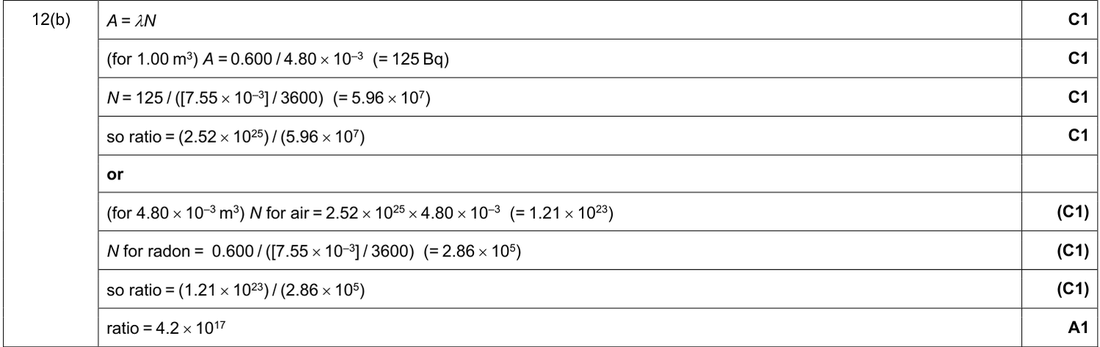 12(b) A = λN C1
(for 1.00 m³) A = 0.600 / 4.80 × 10⁻³ (= 125 Bq) C1
N = 125 / ([7.55 × 10⁻³] / 3600) (= 5.96 × 10⁷) C1
so ratio = (2.52 × 10²⁵) / (5.96 × 10⁷) C1
or
(for 4.80 × 10⁻³ m³) N for air = 2.52 × 10²⁵ × 4.80 × 10⁻³ (= 1.21 × 10²³) (C1)
N for radon = 0.600 / ([7.55 × 10⁻³] / 3600) (= 2.86 × 10⁵) (C1)
so ratio = (1.21 × 10²³) / (2.86 × 10⁵) (C1)
ratio = 4.2 × 10¹⁷ A1